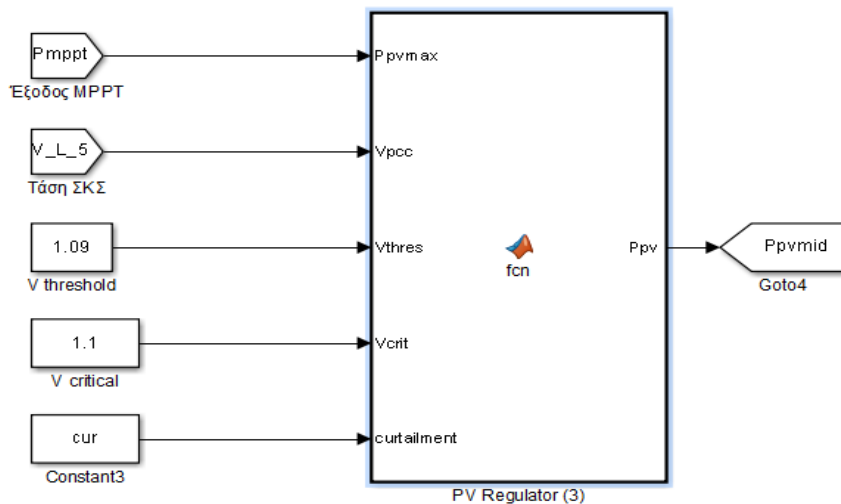 Pmppt
Έξοδος MPPT
V_L_5
Τάση ΣΚΣ
1.09
V threshold
1.1
V critical
cur
Constant3
Ppvmax
Vpcc
Vthres
Vcrit
curtailment
fcn
Ppv
PV Regulator (3)
Ppvmid
Goto4